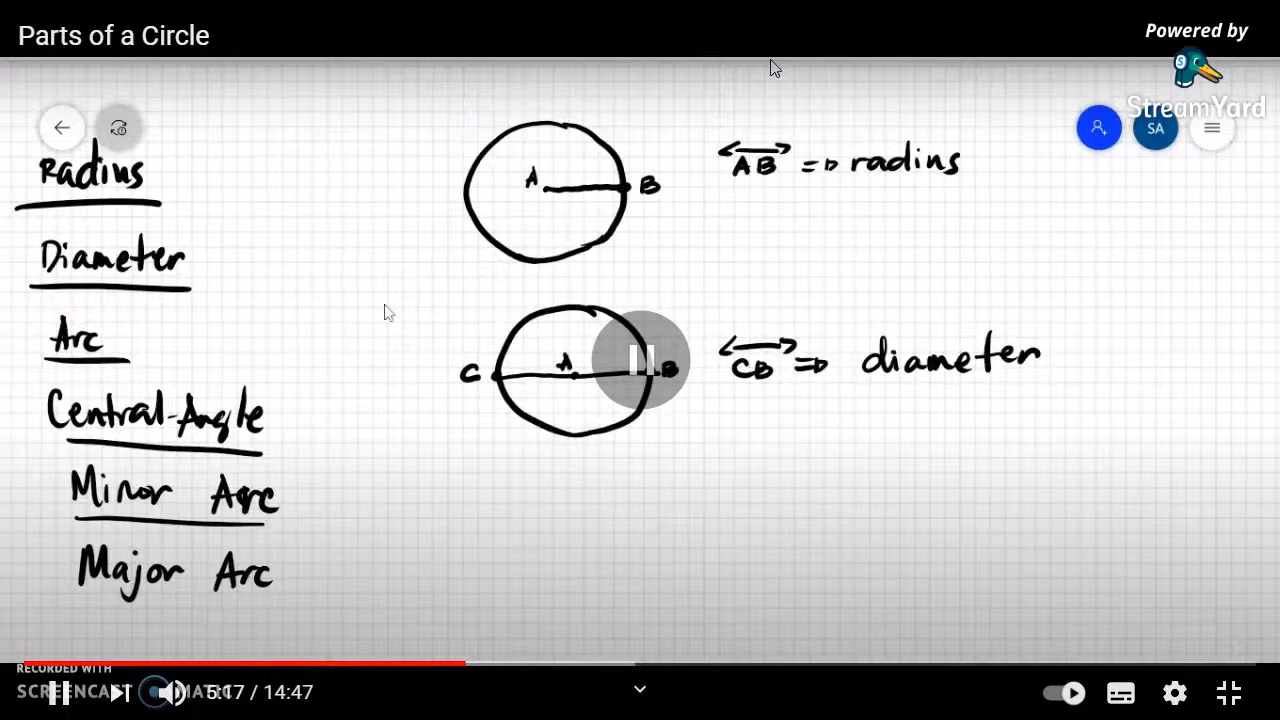 Parts of a Circle
Powered by
StreamYard
SA
Radius
A B
AB => radius
Diameter
Arc
C A B
CB => diameter
Central-Angle
Minor Arc
Major Arc
RECORDED WITH
5:17 / 14:47